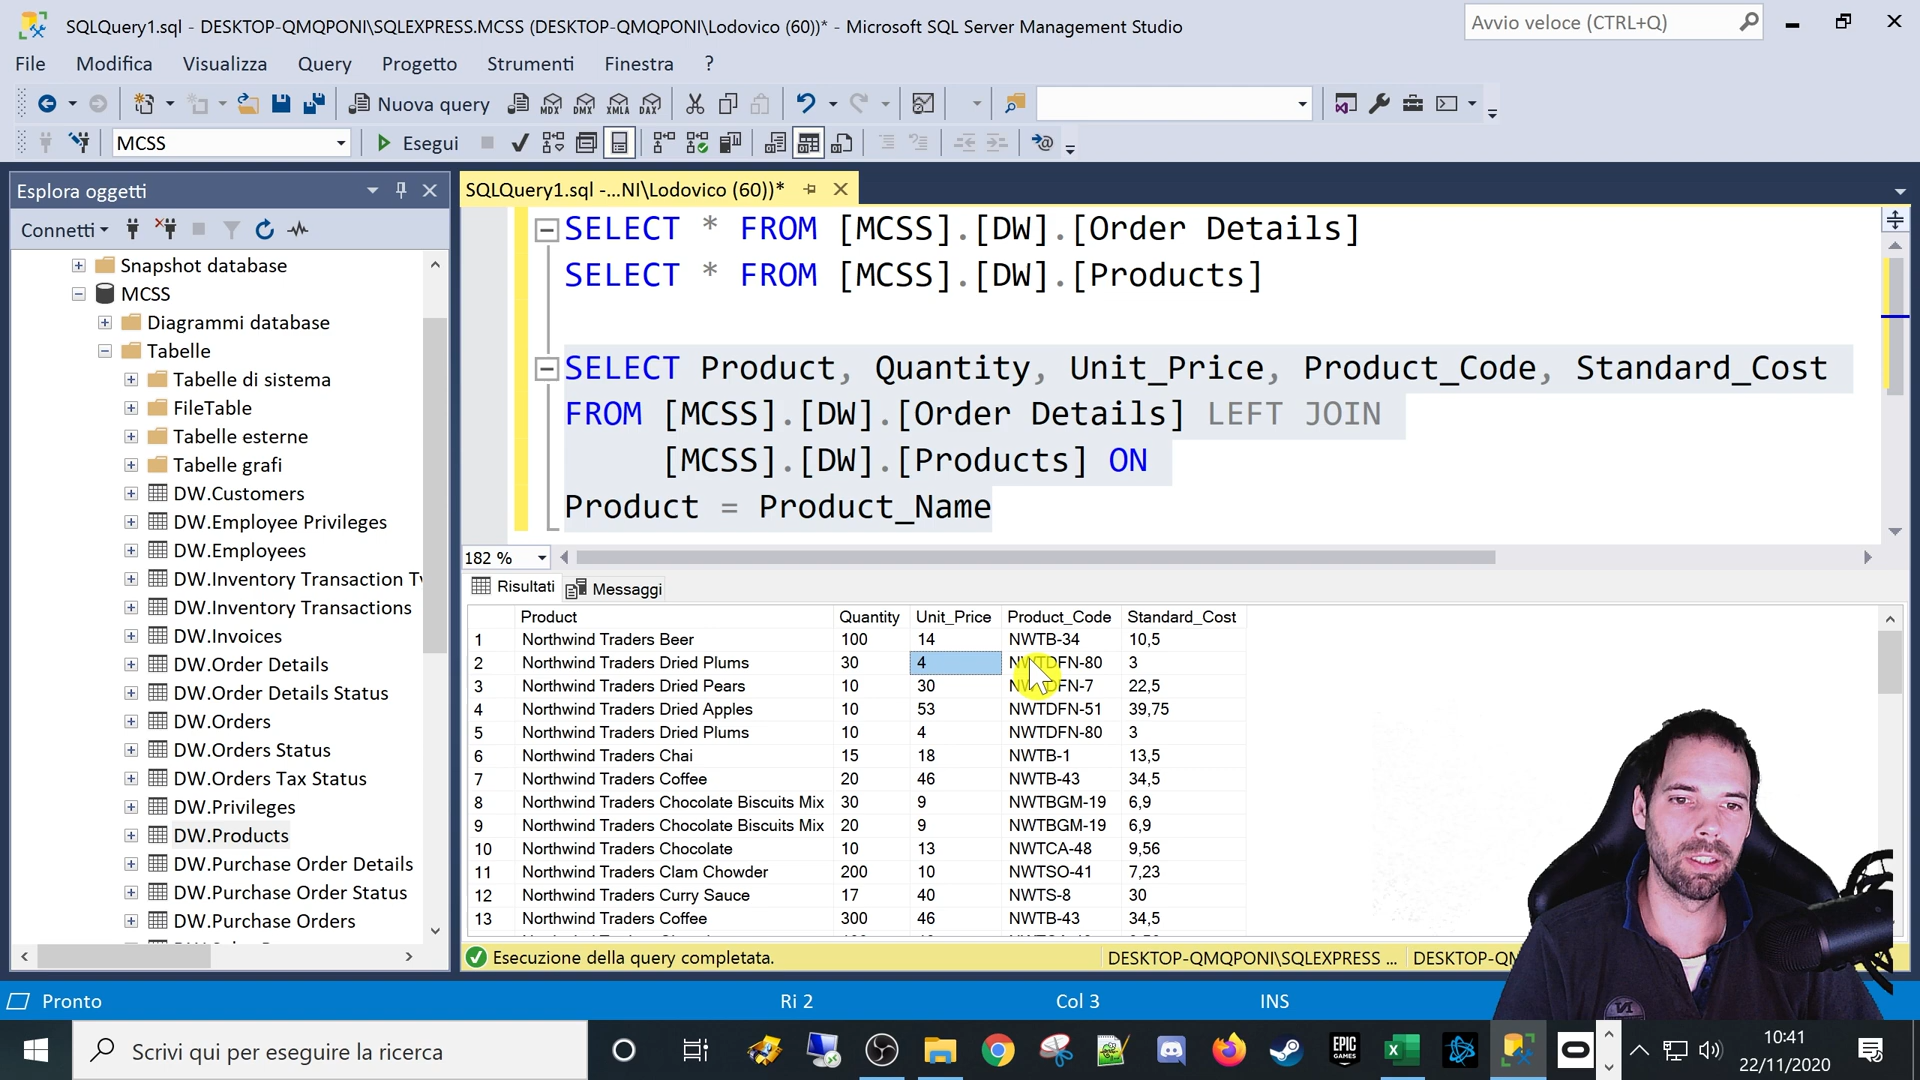 SQLQuery1.sql - DESKTOP-QMQPONI\SQLEXPRESS.MCSS (DESKTOP-QMQPONI\Lodovico (60))* - Microsoft SQL Server Management Studio
Avvio veloce (CTRL+Q)
File Modifica Visualizza Query Progetto Strumenti Finestra ?
Nuova query MDX DMX XMLA DAX
MCSS Esegui
Esplora oggetti
SQLQuery1.sql -...NI\Lodovico (60))*
Connetti
Snapshot database
MCSS
Diagrammi database
Tabelle
Tabelle di sistema
FileTable
Tabelle esterne
Tabelle grafi
DW.Customers
DW.Employee Privileges
DW.Employees
DW.Inventory Transaction Ty
DW.Inventory Transactions
DW.Invoices
DW.Order Details
DW.Order Details Status
DW.Orders
DW.Orders Status
DW.Orders Tax Status
DW.Privileges
DW.Products
DW.Purchase Order Details
DW.Purchase Order Status
DW.Purchase Orders
SELECT * FROM [MCSS].[DW].[Order Details]
SELECT * FROM [MCSS].[DW].[Products]
SELECT Product, Quantity, Unit_Price, Product_Code, Standard_Cost
FROM [MCSS].[DW].[Order Details] LEFT JOIN
[MCSS].[DW].[Products] ON
Product = Product_Name
182 %
Risultati Messaggi
Product Quantity Unit_Price Product_Code Standard_Cost
1 Northwind Traders Beer 100 14 NWTB-34 10,5
2 Northwind Traders Dried Plums 30 4 NWTDFN-80 3
3 Northwind Traders Dried Pears 10 30 NWTDFN-7 22,5
4 Northwind Traders Dried Apples 10 53 NWTDFN-51 39,75
5 Northwind Traders Dried Plums 10 4 NWTDFN-80 3
6 Northwind Traders Chai 15 18 NWTB-1 13,5
7 Northwind Traders Coffee 20 46 NWTB-43 34,5
8 Northwind Traders Chocolate Biscuits Mix 30 9 NWTBGM-19 6,9
9 Northwind Traders Chocolate Biscuits Mix 20 9 NWTBGM-19 6,9
10 Northwind Traders Chocolate 10 13 NWTCA-48 9,56
11 Northwind Traders Clam Chowder 200 10 NWTSO-41 7,23
12 Northwind Traders Curry Sauce 17 40 NWTS-8 30
13 Northwind Traders Coffee 300 46 NWTB-43 34,5
Esecuzione della query completata. DESKTOP-QMQPONI\SQLEXPRESS ... DESKTOP-QM
Pronto Ri 2 Col 3 INS
Scrivi qui per eseguire la ricerca
EPIC GAMES
10:41
22/11/2020